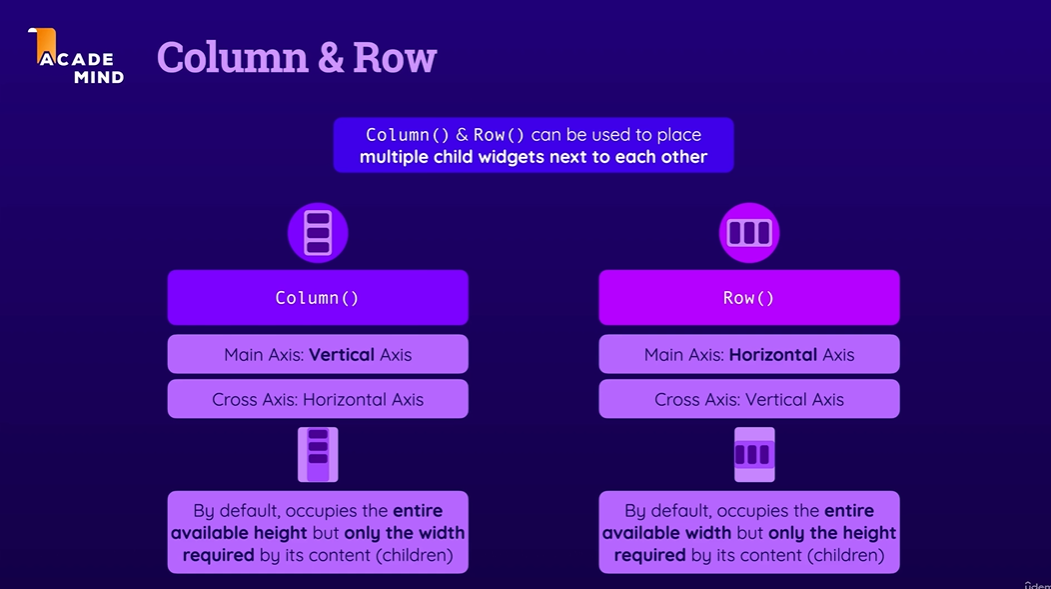 ACADE
MIND
Column & Row
Column() & Row() can be used to place
multiple child widgets next to each other
Column()
Main Axis: Vertical Axis
Cross Axis: Horizontal Axis
By default, occupies the entire
available height but only the width
required by its content (children)
Row()
Main Axis: Horizontal Axis
Cross Axis: Vertical Axis
By default, occupies the entire
available width but only the height
required by its content (children)